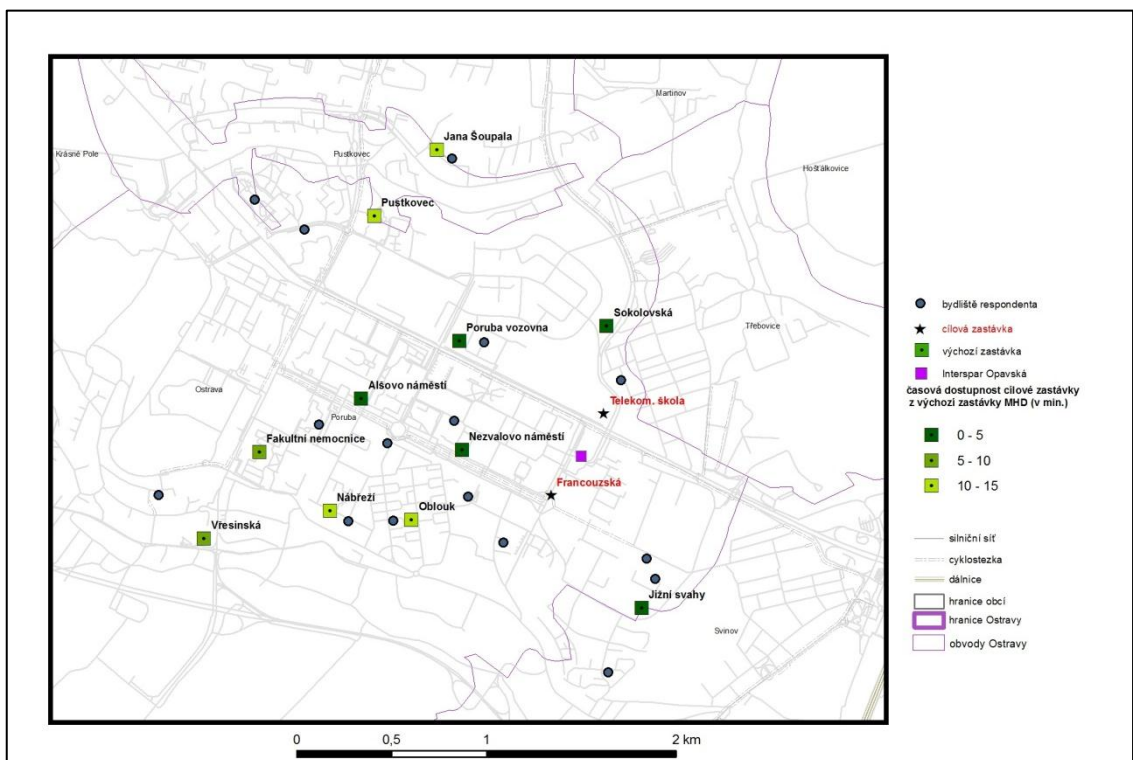 Martinov
Jana Šoupala
Krásné Pole
Pustkovec
Hošťálkovice
Pustkovec
Sokolovská
Poruba vozovna
Třebovice
Ostrava
Alšovo náměstí
Poruba
Telekom. škola
Fakultní nemocnice
Nezvalovo náměstí
Francouzská
Nábřeží
Oblouk
Vřesinská
Jižní svahy
Svinov
bydliště respondenta
cílová zastávka
výchozí zastávka
Interspar Opavská
časová dostupnost cílové zastávky
z výchozí zastávky MHD (v min.)
0 - 5
5 - 10
10 - 15
silniční síť
cyklostezka
dálnice
hranice obcí
hranice Ostravy
obvody Ostravy
0 0,5 1 2 km